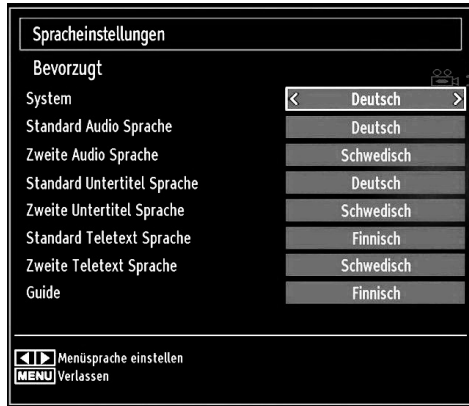 Spracheinstellungen
Bevorzugt
System < Deutsch >
Standard Audio Sprache Deutsch
Zweite Audio Sprache Schwedisch
Standard Untertitel Sprache Deutsch
Zweite Untertitel Sprache Schwedisch
Standard Teletext Sprache Finnisch
Zweite Teletext Sprache Schwedisch
Guide Finnisch
Menüsprache einstellen
MENU Verlassen